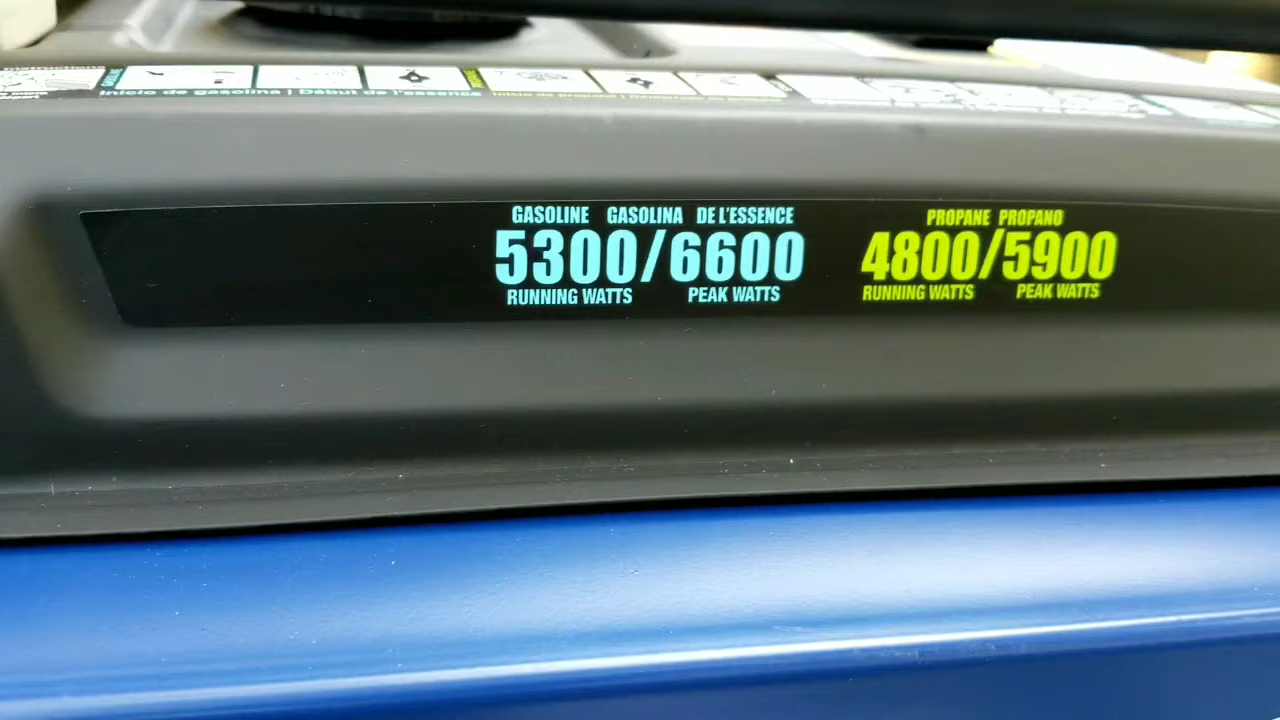 Inicio de gasolina | Début de l'essence
GASOLINE GASOLINA DE L'ESSENCE
5300/6600
RUNNING WATTS PEAK WATTS
PROPANE PROPANO
4800/5900
RUNNING WATTS PEAK WATTS